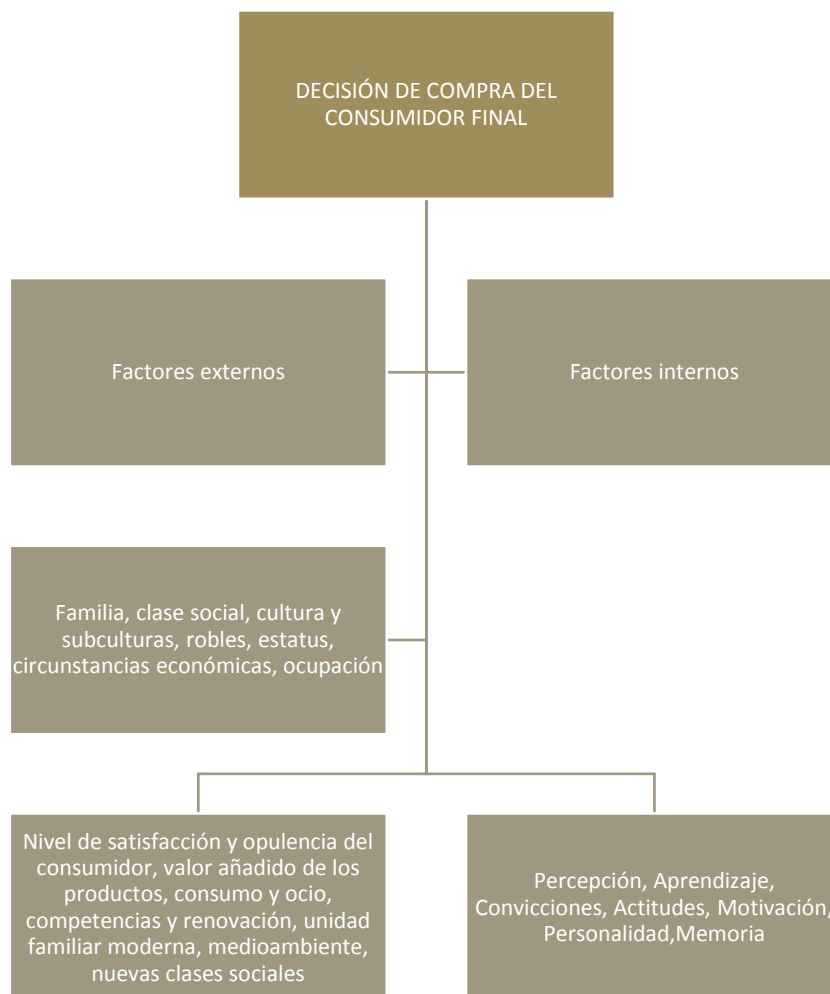 DECISIÓN DE COMPRA DEL
CONSUMIDOR FINAL
Factores externos
Factores internos
Familia, clase social, cultura y
subculturas, robles, estatus,
circunstancias económicas, ocupación
Nivel de satisfacción y opulencia del
consumidor, valor añadido de los
productos, consumo y ocio,
competencias y renovación, unidad
familiar moderna, medioambiente,
nuevas clases sociales
Percepción, Aprendizaje,
Convicciones, Actitudes, Motivación,
Personalidad,Memoria